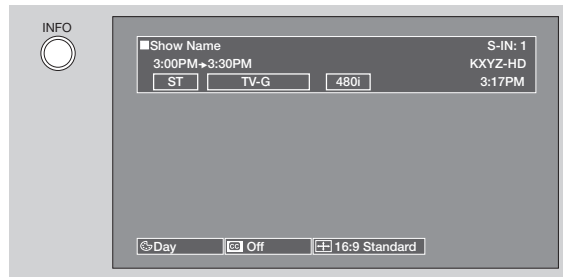 INFO
■Show Name S-IN: 1
3:00PM→3:30PM KXYZ-HD
ST TV-G 480i 3:17PM
Day CC Off 16:9 Standard